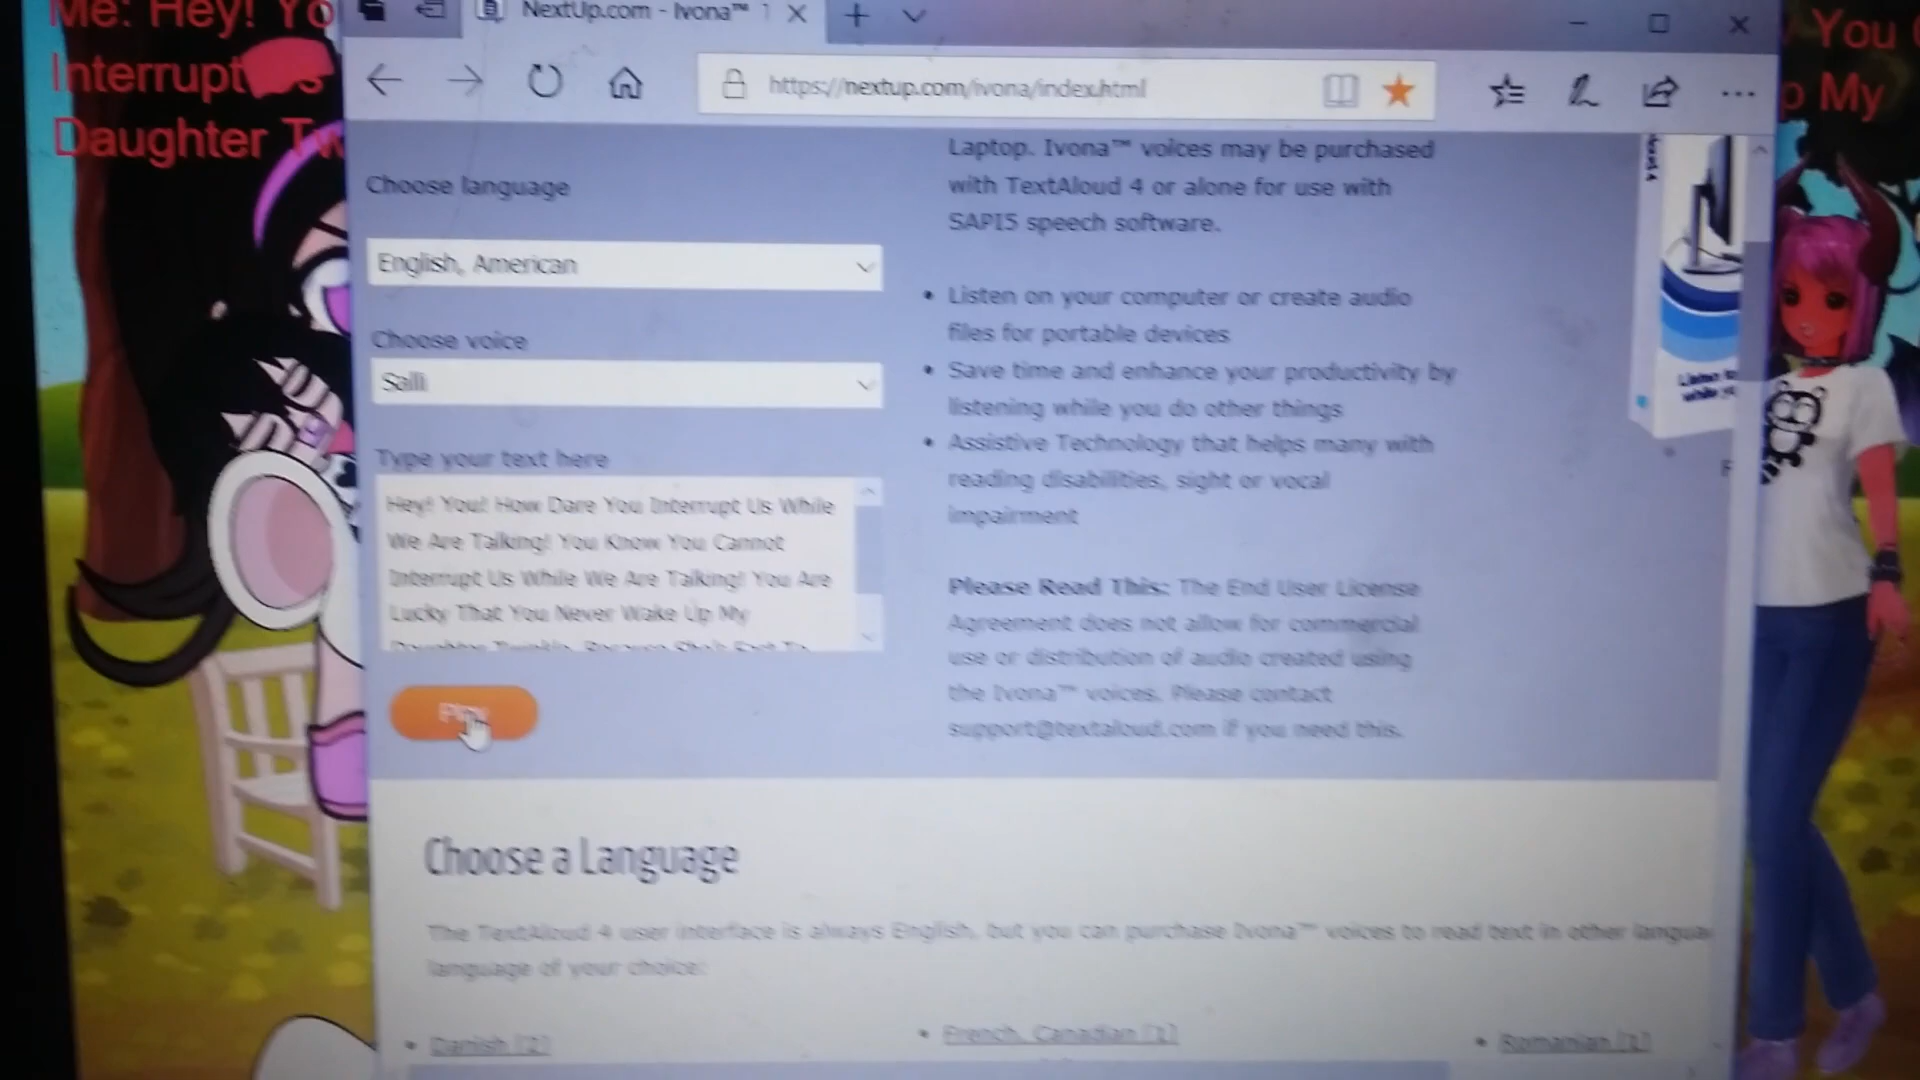 Me: Hey! Yo
Interrupt
Daughter Tw
You
p My
NextUp.com - Ivona™
https://nextup.com/ivona/index.html
Choose language
English, American
Choose voice
Salli
Type your text here
Hey! You! How Dare You Interrupt Us While
We Are Talking! You Know You Cannot
Interrupt Us While We Are Talking! You Are
Lucky That You Never Wake Up My
Daughter Twinkle, Because She's Fast To
Play
Laptop. Ivona™ voices may be purchased
with TextAloud 4 or alone for use with
SAPI5 speech software.
• Listen on your computer or create audio
files for portable devices
• Save time and enhance your productivity by
listening while you do other things
• Assistive Technology that helps many with
reading disabilities, sight or vocal
impairment
Please Read This: The End User License
Agreement does not allow for commercial
use or distribution of audio created using
the Ivona™ voices. Please contact
support@textaloud.com if you need this.
Choose a Language
The TextAloud 4 user interface is always English, but you can purchase Ivona™ voices to read text in other langua
language of your choice:
• Danish [2]
• French, Canadian [1]
• Romanian [1]